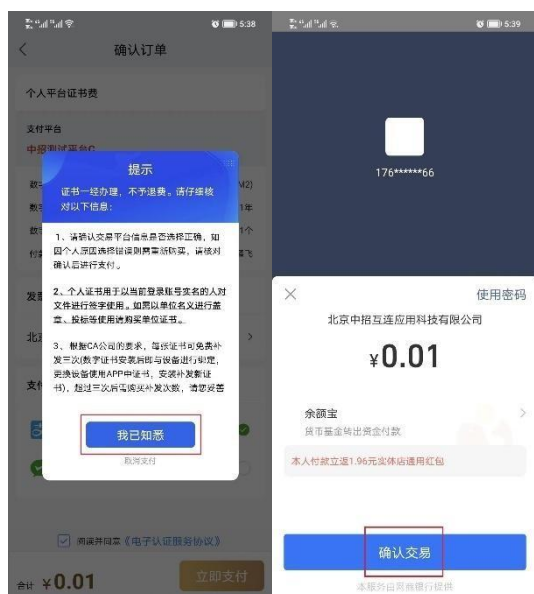 5:38
确认订单
个人平台证书费
支付平台
提示
证书一经办理，不予退费。请仔细核
对以下信息：
1、请确认交易平台信息是否选择正确，如
因个人原因选择错误则需重新购买，请核对
确认后进行支付。
2、个人证书用于以当前登录账号实名的人对
文件进行签字使用。如需以单位名义进行盖
章、投标等使用请购买单位证书。
3、根据CA公司的要求，每张证书可免费补
发三次(数字证书安装后即与设备进行绑定，
更换设备使用APP中证书，安装补发新证
书)，超过三次后需购买补发次数，请您妥善
我已知悉
取消支付
阅读并同意《电子认证服务协议》
合计 ¥0.01
立即支付
5:39
176******66
使用密码
北京中招互连应用科技有限公司
¥0.01
余额宝
货币基金转出资金付款
本人付款立返1.96元实体店通用红包
确认交易
本服务由网商银行提供